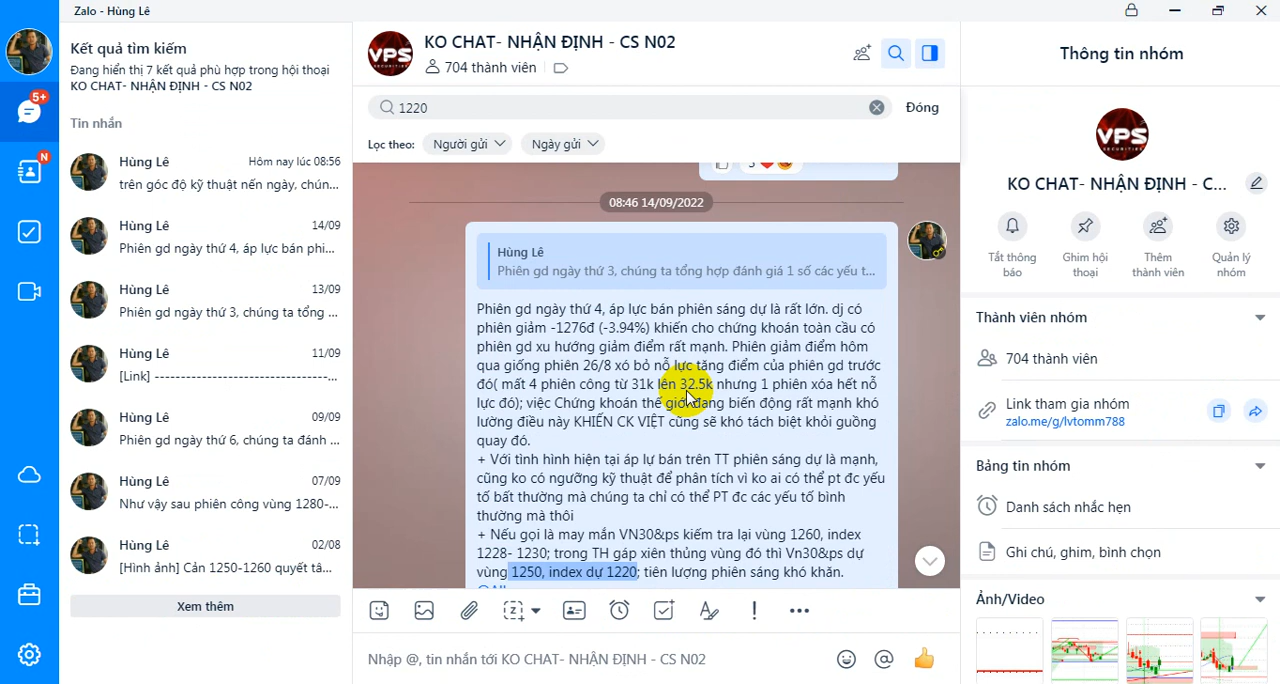 Zalo - Hùng Lê
Kết quả tìm kiếm
Đang hiển thị 7 kết quả phù hợp trong hội thoại
KO CHAT- NHẬN ĐỊNH - CS N02
Tin nhắn
Hùng Lê
Hôm nay lúc 08:56
trên góc độ kỹ thuật nến ngày, chún...
Hùng Lê
14/09
Phiên gd ngày thứ 4, áp lực bán phi...
Hùng Lê
13/09
Phiên gd ngày thứ 3, chúng ta tổng ...
Hùng Lê
11/09
[Link] --------------------------------...
Hùng Lê
09/09
Phiên gd ngày thứ 6, chúng ta đánh ...
Hùng Lê
07/09
Như vậy sau phiên công vùng 1280-...
Hùng Lê
02/08
[Hình ảnh] Cản 1250-1260 quyết tâ...
Xem thêm
5+
N
VPS
SECURITIES
KO CHAT- NHẬN ĐỊNH - CS N02
704 thành viên
1220
Đóng
Lọc theo:
Người gửi
Ngày gửi
08:46 14/09/2022
Hùng Lê
Phiên gd ngày thứ 3, chúng ta tổng hợp đánh giá 1 số các yếu t...
Phiên gd ngày thứ 4, áp lực bán phiên sáng dự là rất lớn. dj có
phiên giảm -1276đ (-3.94%) khiến cho chứng khoán toàn cầu có
phiên gd xu hướng giảm điểm rất mạnh. Phiên giảm điểm hôm
qua giống phiên 26/8 xó bỏ nỗ lực tăng điểm của phiên gd trước
đó( mất 4 phiên công từ 31k lên 32.5k nhưng 1 phiên xóa hết nỗ
lực đó); việc Chứng khoán thế giới đang biến động rất mạnh khó
lường điều này KHIẾN CK VIỆT cũng sẽ khó tách biệt khỏi guồng
quay đó.
+ Với tình hình hiện tại áp lự bán trên TT phiên sáng dự là mạnh,
cũng ko có ngưỡng kỹ thuật để phân tích vì ko ai có thể pt đc yếu
tố bất thường mà chúng ta chỉ có thể PT đc các yếu tố bình
thường mà thôi
+ Nếu gọi là may mắn VN30&ps kiếm tra lại vùng 1260, index
1228- 1230; trong TH gáp xiên thủng vùng đó thì Vn30&ps dự
vùng 1250, index dự 1220; tiên lượng phiên sáng khó khăn.
Nhập @, tin nhắn tới KO CHAT- NHẬN ĐỊNH - CS N02
Thông tin nhóm
VPS
SECURITIES
KO CHAT- NHẬN ĐỊNH - C...
Tắt thông
báo
Ghim hội
thoại
Thêm
thành viên
Quản lý
nhóm
Thành viên nhóm
704 thành viên
Link tham gia nhóm
zalo.me/g/lvtomm788
Bảng tin nhóm
Danh sách nhắc hẹn
Ghi chú, ghim, bình chọn
Ảnh/Video